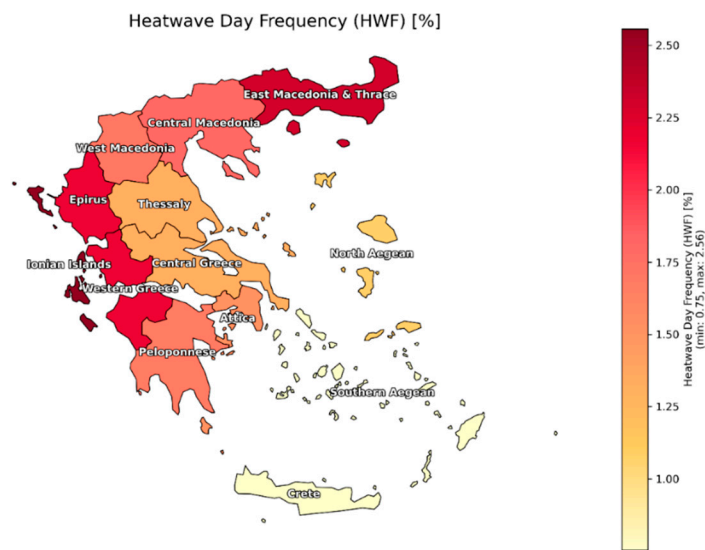 Heatwave Day Frequency (HWF) [%]
East Macedonia & Thrace
Central Macedonia
West Macedonia
Epirus
Thessaly
North Aegean
Ionian Islands
Central Greece
Western Greece
Attica
Peloponnese
Southern Aegean
Crete
2.50
2.25
2.00
1.75
1.50
1.25
1.00
Heatwave Day Frequency (HWF) [%]
(min: 0.75, max: 2.56)